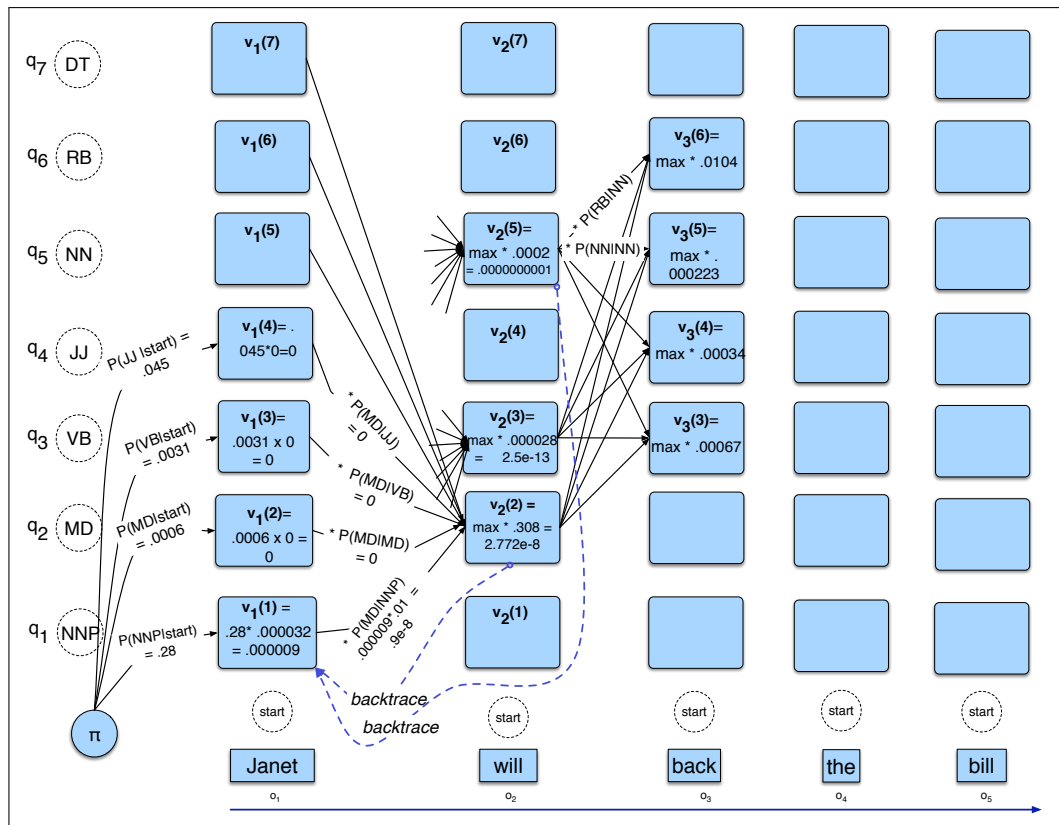 v1(7)
v2(7)
q7 DT
v1(6)
v2(6)
v3(6)=
max * .0104
q6 RB
* P(RB|NN)
v1(5)
v2(5)=
max * .0002
= .0000000001
* P(NN|NN)
v3(5)=
max * .
000223
q5 NN
v1(4)= .
045*0=0
v2(4)
v3(4)=
max * .00034
q4 JJ
P(JJ |start) =
.045
* P(MD|JJ)
= 0
v1(3)=
.0031 x 0
= 0
v2(3)=
max * .000028
= 2.5e-13
v3(3)=
max * .00067
q3 VB
P(VB|start)
= .0031
* P(MD|VB)
= 0
v1(2)=
.0006 x 0 =
0
v2(2) =
max * .308 =
2.772e-8
q2 MD
P(MD|start)
= .0006
* P(MD|MD)
= 0
v1(1) =
.28* .000032
= .000009
v2(1)
q1 NNP
P(NNP|start)
= .28
* P(MD|NNP)
.000009*.01 =
.9e-8
backtrace
backtrace
start
start
start
start
start
π
Janet
will
back
the
bill
o1
o2
o3
o4
o5